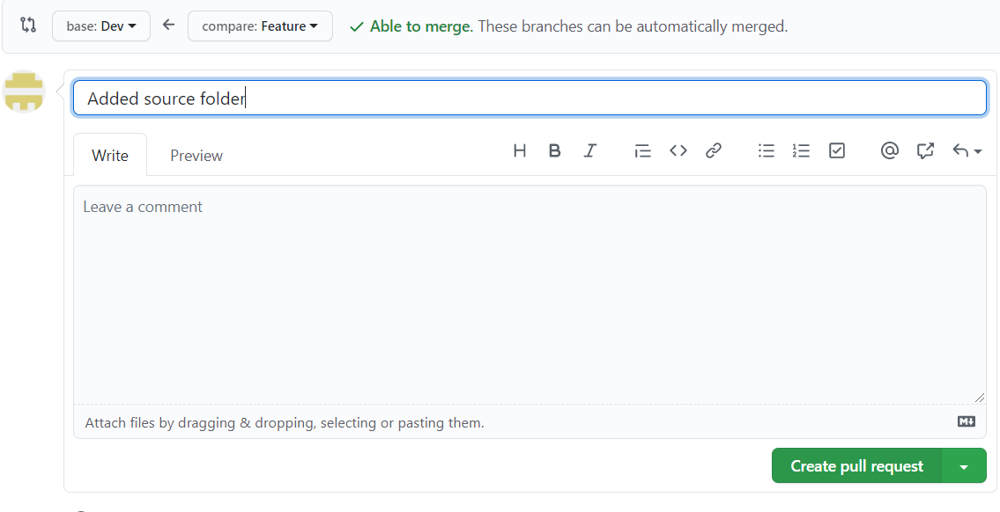 base: Dev compare: Feature Able to merge. These branches can be automatically merged.
Added source folder
Write Preview H B I @
Leave a comment
Attach files by dragging & dropping, selecting or pasting them. M
Create pull request